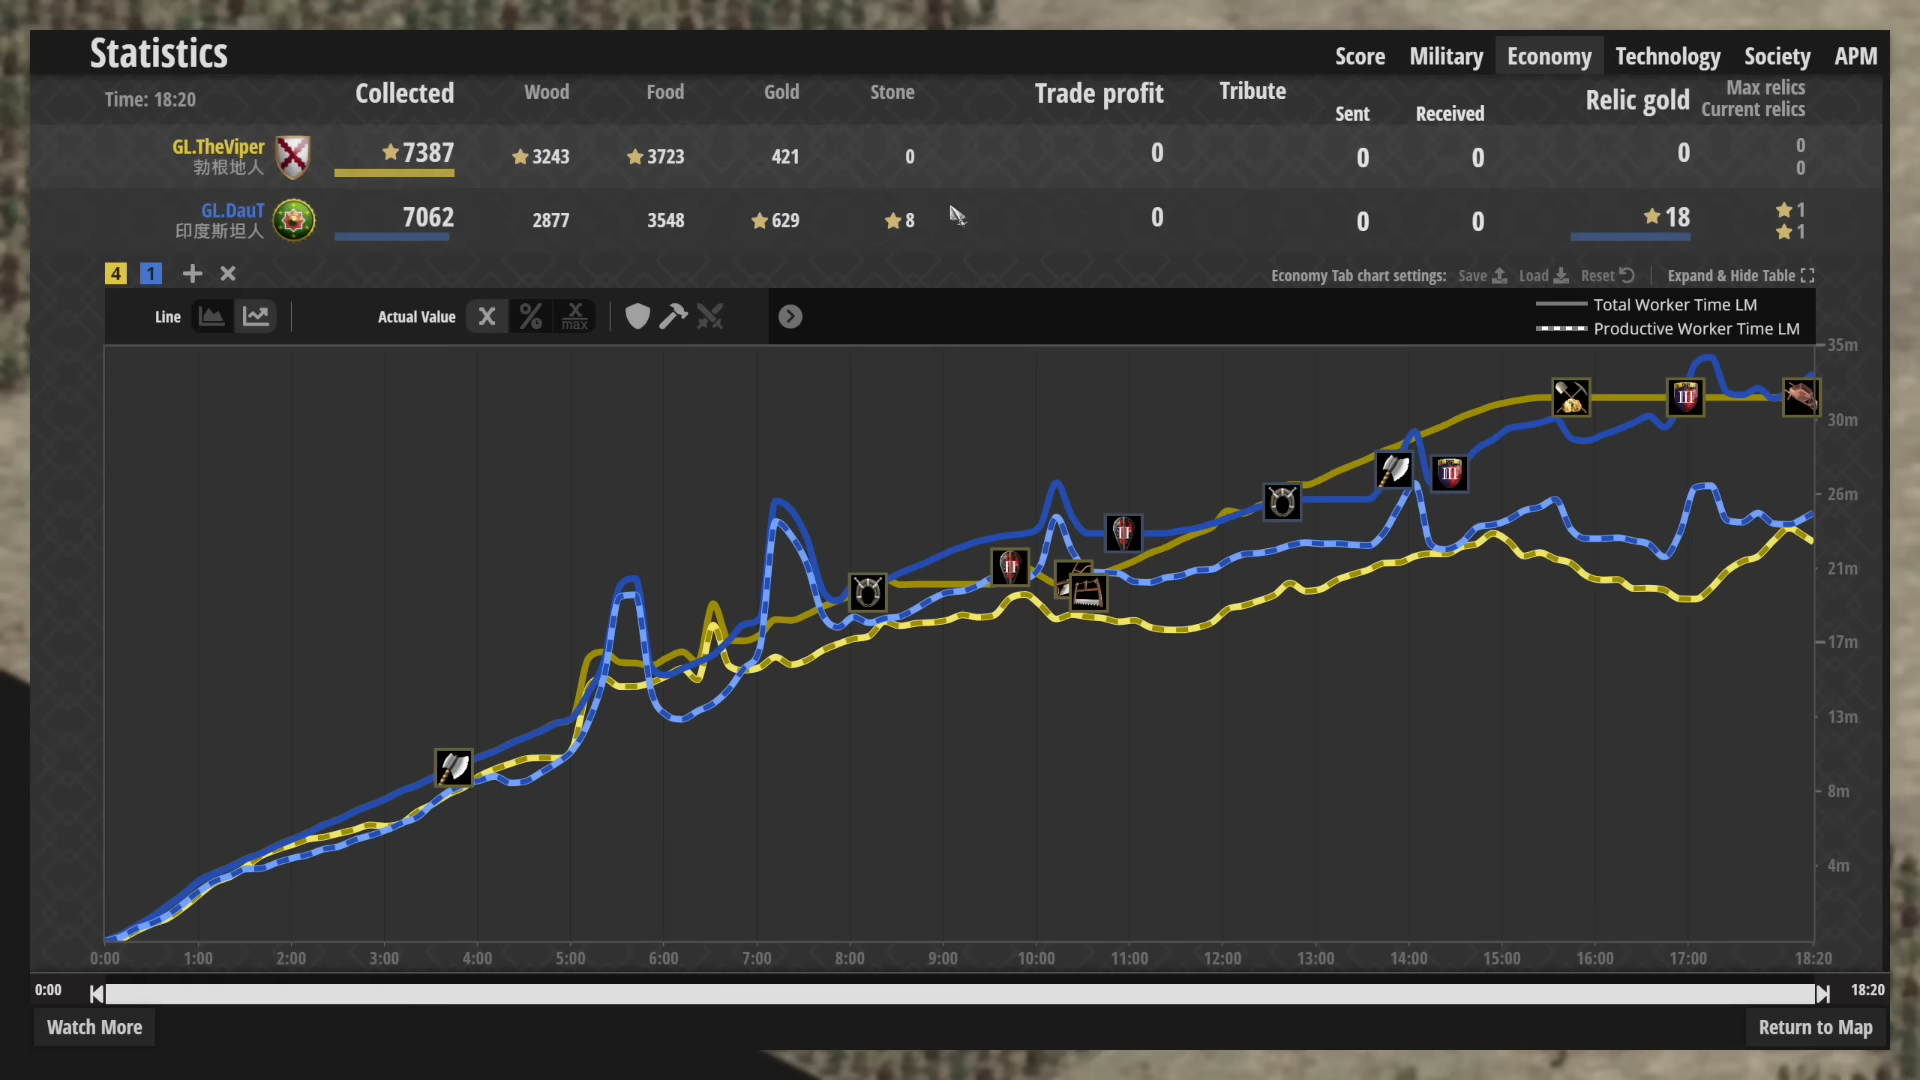 Statistics
Score Military Economy Technology Society APM
Time: 18:20
Collected Wood Food Gold Stone Trade profit Tribute Sent Received Relic gold Max relics
Current relics
GL.TheViper 7387 3243 3723 421 0 0 0 0 0 0
勃根地人 0
GL.DauT 7062 2877 3548 629 8 0 0 0 18 1
印度斯坦人 1
4 1 Economy Tab chart settings: Save Load Reset Expand & Hide Table
Line Actual Value X % X max
Total Worker Time LM
Productive Worker Time LM
35m
30m
26m
21m
17m
13m
8m
4m
II II III III
0:00 1:00 2:00 3:00 4:00 5:00 6:00 7:00 8:00 9:00 10:00 11:00 12:00 13:00 14:00 15:00 16:00 17:00 18:20
0:00 18:20
Watch More Return to Map